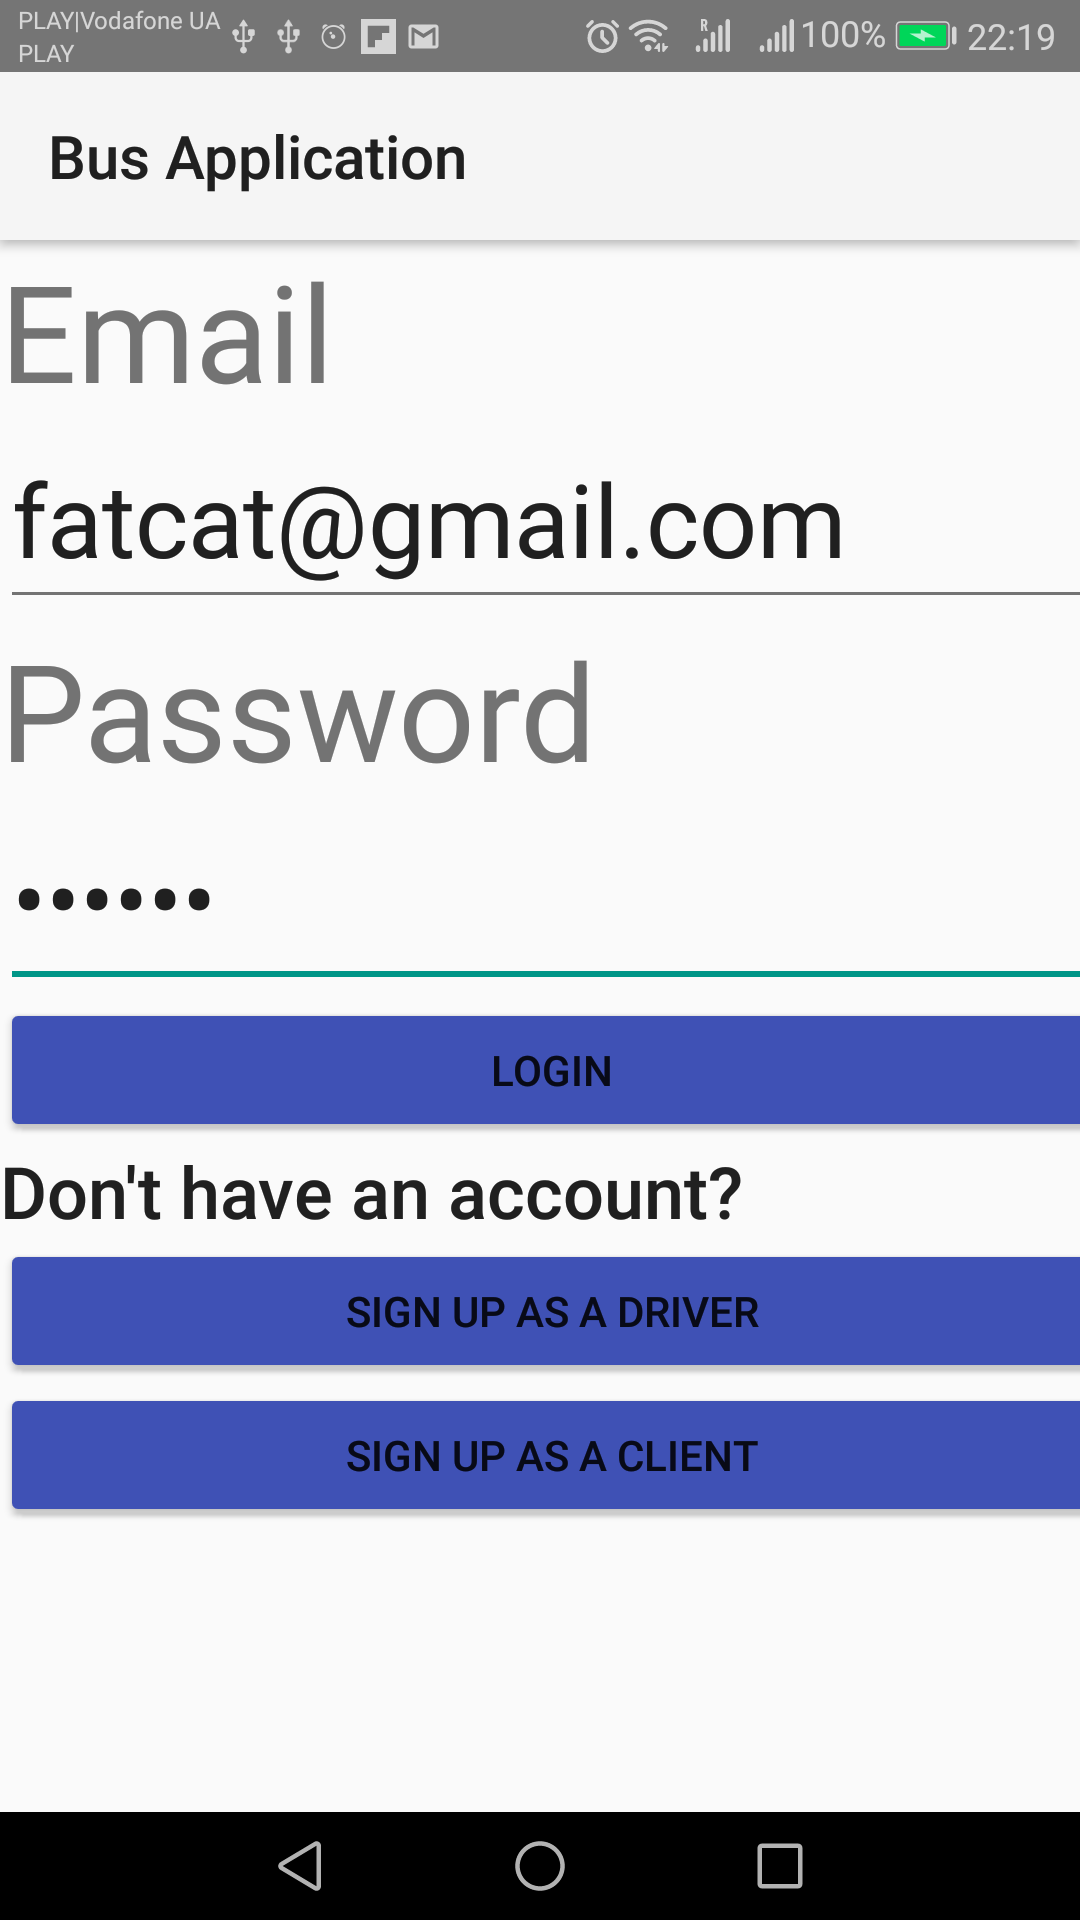 PLAY|Vodafone UA
PLAY
R
100%
22:19
Bus Application
Email
fatcat@gmail.com
Password
••••••
LOGIN
Don't have an account?
SIGN UP AS A DRIVER
SIGN UP AS A CLIENT